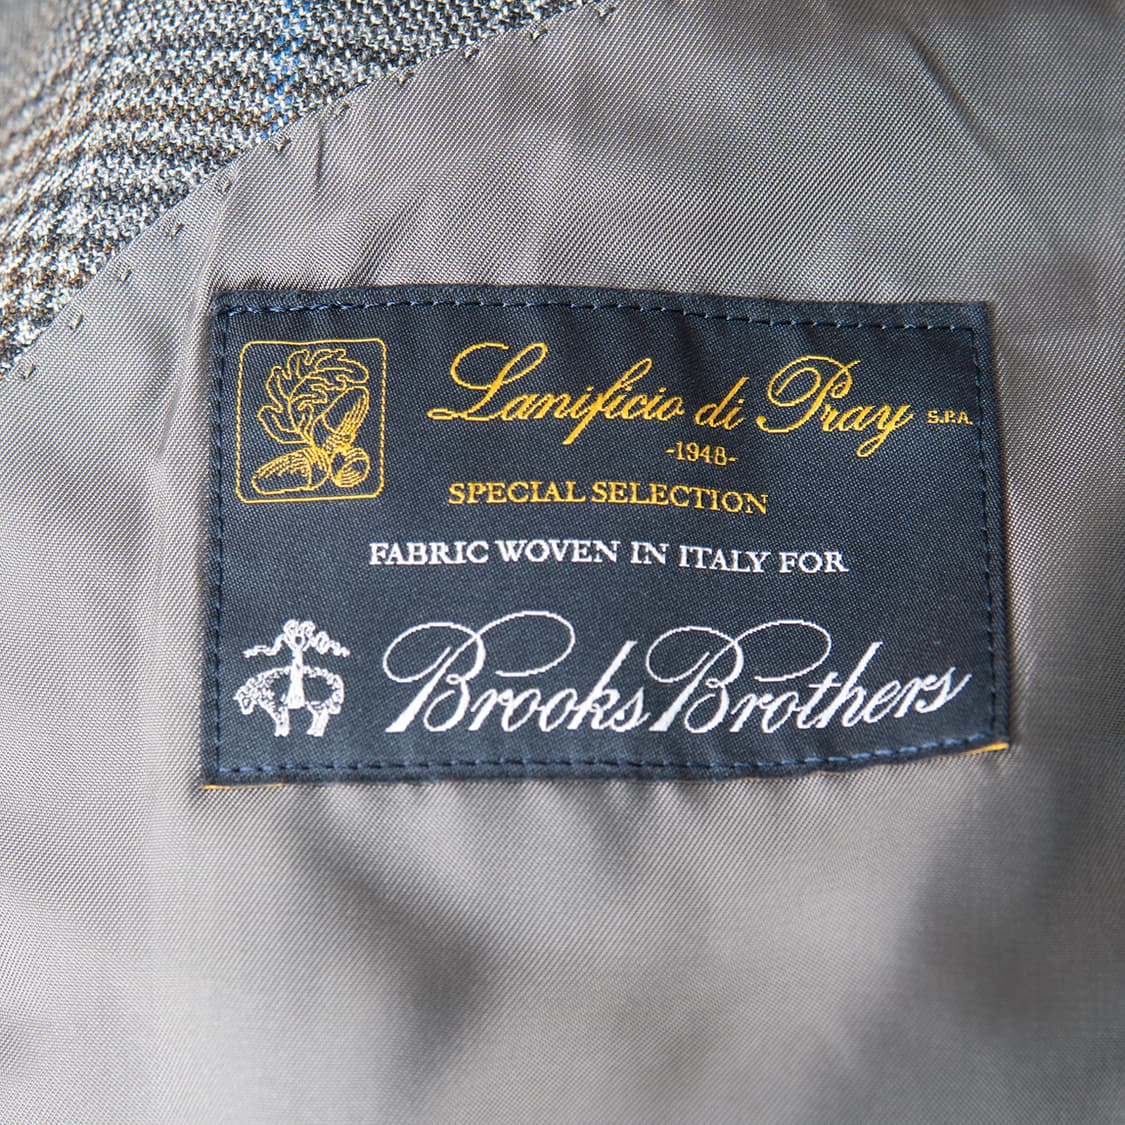 Lanificio di Pray S.P.A.
-1948-
SPECIAL SELECTION
FABRIC WOVEN IN ITALY FOR
Brooks Brothers